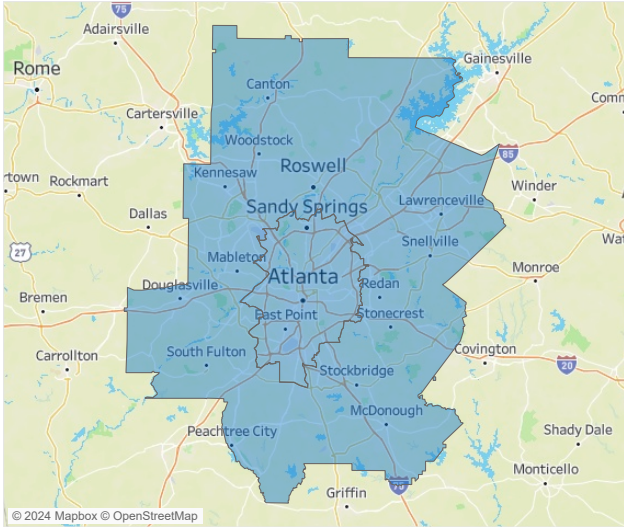 75
Adairsville
Rome
Gainesville
Canton
Comm
Cartersville
Woodstock
Roswell
85
rtown
Rockmart
Kennesaw
Winder
Sandy Springs
Lawrenceville
Dallas
Wat
27
Snellville
Mableton
Atlanta
Monroe
Douglasville
Redan
Bremen
East Point
Stonecrest
Carrollton
South Fulton
Covington
20
Stockbridge
McDonough
Peachtree City
Shady Dale
Monticello
75
Griffin
© 2024 Mapbox © OpenStreetMap